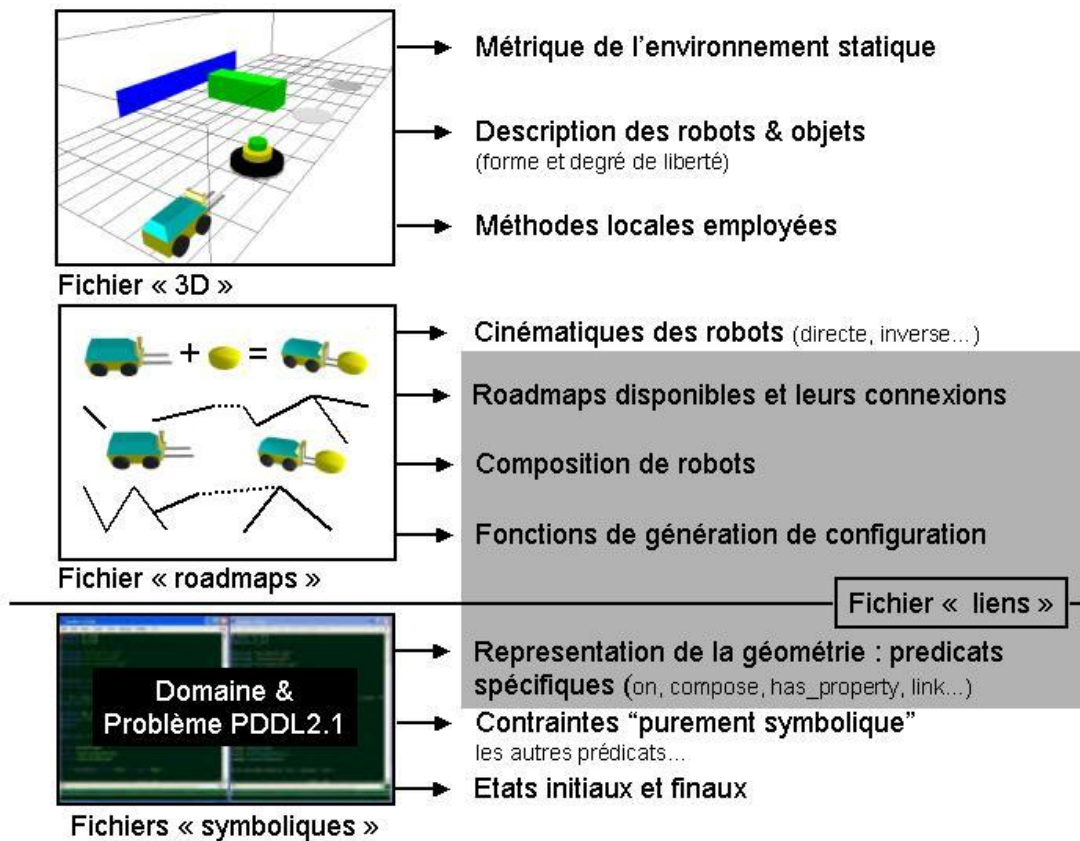 Métrique de l'environnement statique
Description des robots & objets
(forme et degré de liberté)
Méthodes locales employées
Fichier « 3D »
Cinématiques des robots (directe, inverse...)
+ =
Roadmaps disponibles et leurs connexions
Composition de robots
Fonctions de génération de configuration
Fichier « roadmaps »
Fichier « liens »
Representation de la géométrie : predicats
spécifiques (on, compose, has_property, link...)
Domaine &
Problème PDDL2.1
Contraintes “purement symbolique”
les autres prédicats...
Etats initiaux et finaux
Fichiers « symboliques »